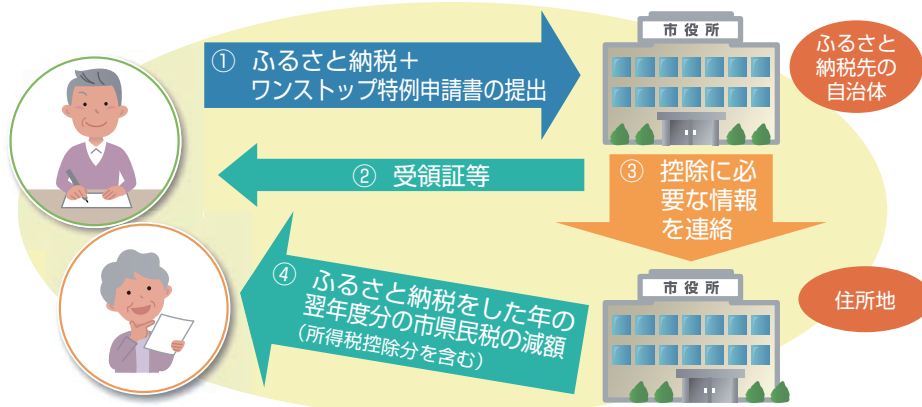 ① ふるさと納税＋
ワンストップ特例申請書の提出
市役所
ふるさと
納税先の
自治体
② 受領証等
③ 控除に必
要な情報
を連絡
④ ふるさと納税をした年の
翌年度分の市県民税の減額
（所得税控除分を含む）
市役所
住所地